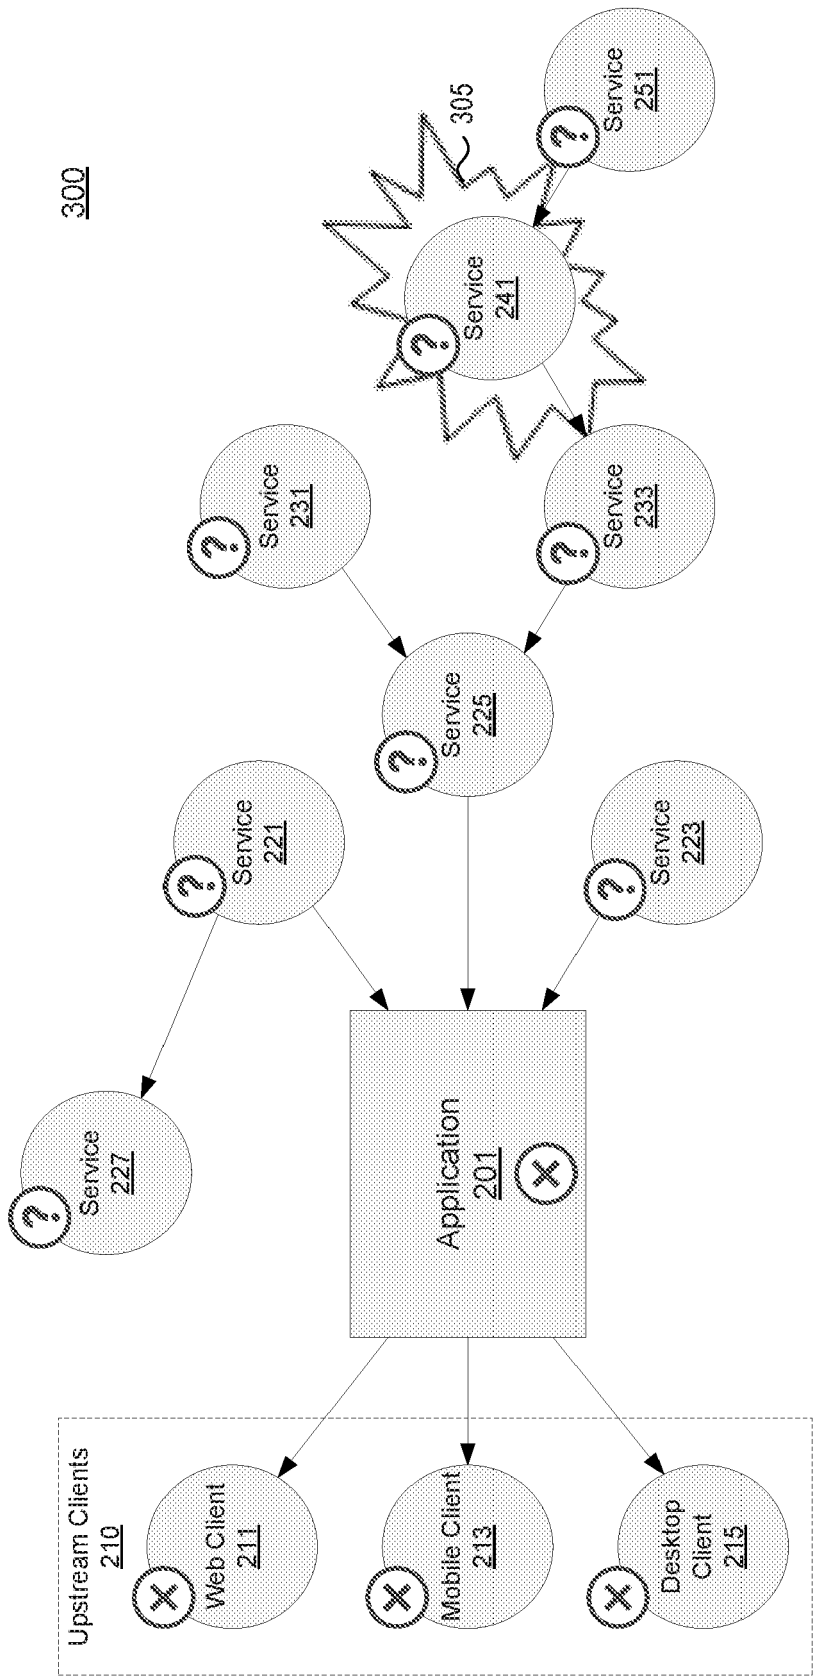 300
Upstream Clients
210
Web Client
211
Mobile Client
213
Desktop
Client
215
Application
201
Service
227
Service
221
Service
223
Service
225
Service
231
Service
233
Service
241
305
Service
251
?
?
?
?
?
?
?
?
X
X
X
X